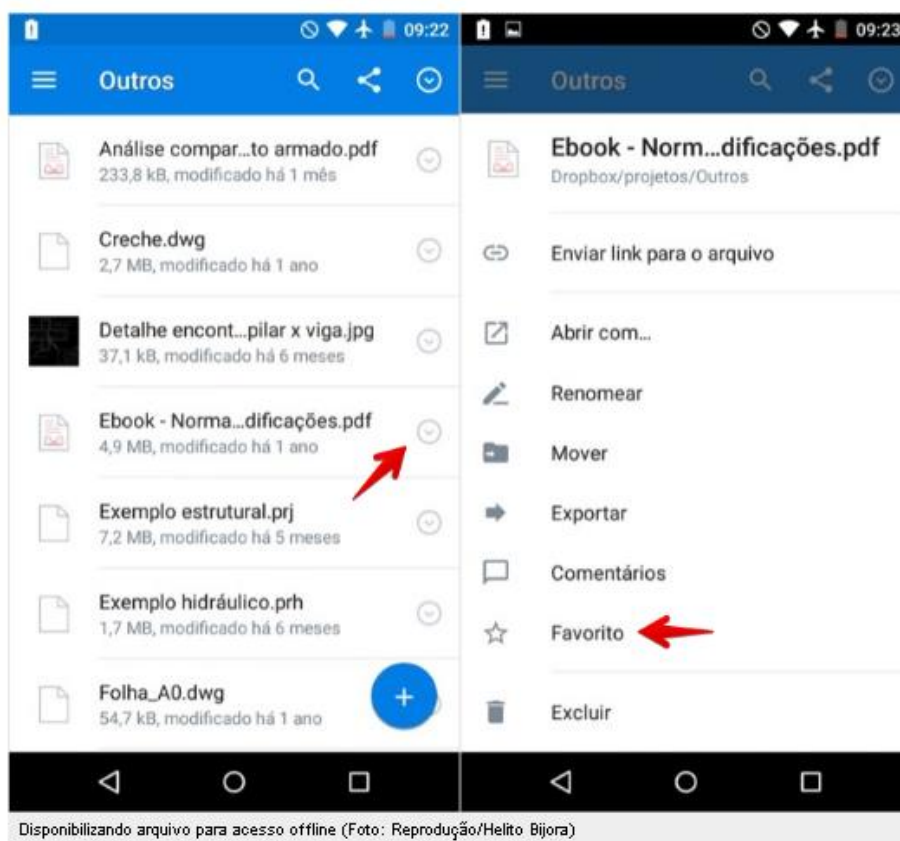 09:22
Outros
Análise compar...to armado.pdf
233,8 kB, modificado há 1 mês
Creche.dwg
2,7 MB, modificado há 1 ano
Detalhe encont...pilar x viga.jpg
37,1 kB, modificado há 6 meses
Ebook - Norma...dificações.pdf
4,9 MB, modificado há 1 ano
Exemplo estrutural.prj
7,2 MB, modificado há 5 meses
Exemplo hidráulico.prh
1,7 MB, modificado há 6 meses
Folha_A0.dwg
54,7 kB, modificado há 1 ano
09:23
Outros
Ebook - Norm...dificações.pdf
Dropbox/projetos/Outros
Enviar link para o arquivo
Abrir com...
Renomear
Mover
Exportar
Comentários
Favorito
Excluir
Disponibilizando arquivo para acesso offline (Foto: Reprodução/Helito Bijora)